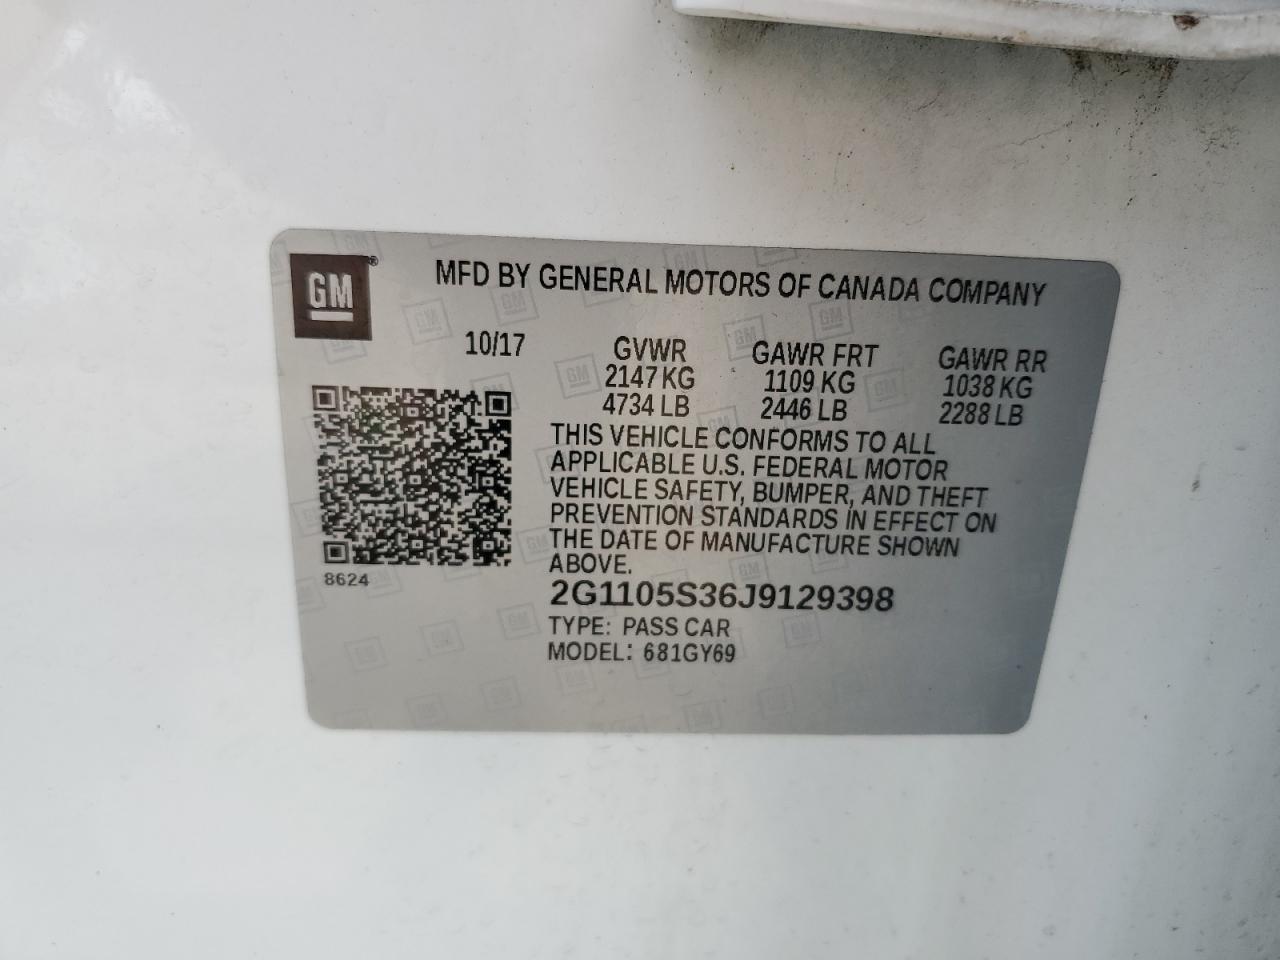 GM®
MFD BY GENERAL MOTORS OF CANADA COMPANY
10/17
GVWR GAWR FRT GAWR RR
2147 KG 1109 KG 1038 KG
4734 LB 2446 LB 2288 LB
THIS VEHICLE CONFORMS TO ALL
APPLICABLE U.S. FEDERAL MOTOR
VEHICLE SAFETY, BUMPER, AND THEFT
PREVENTION STANDARDS IN EFFECT ON
THE DATE OF MANUFACTURE SHOWN
ABOVE.
8624
2G1105S36J9129398
TYPE: PASS CAR
MODEL: 681GY69